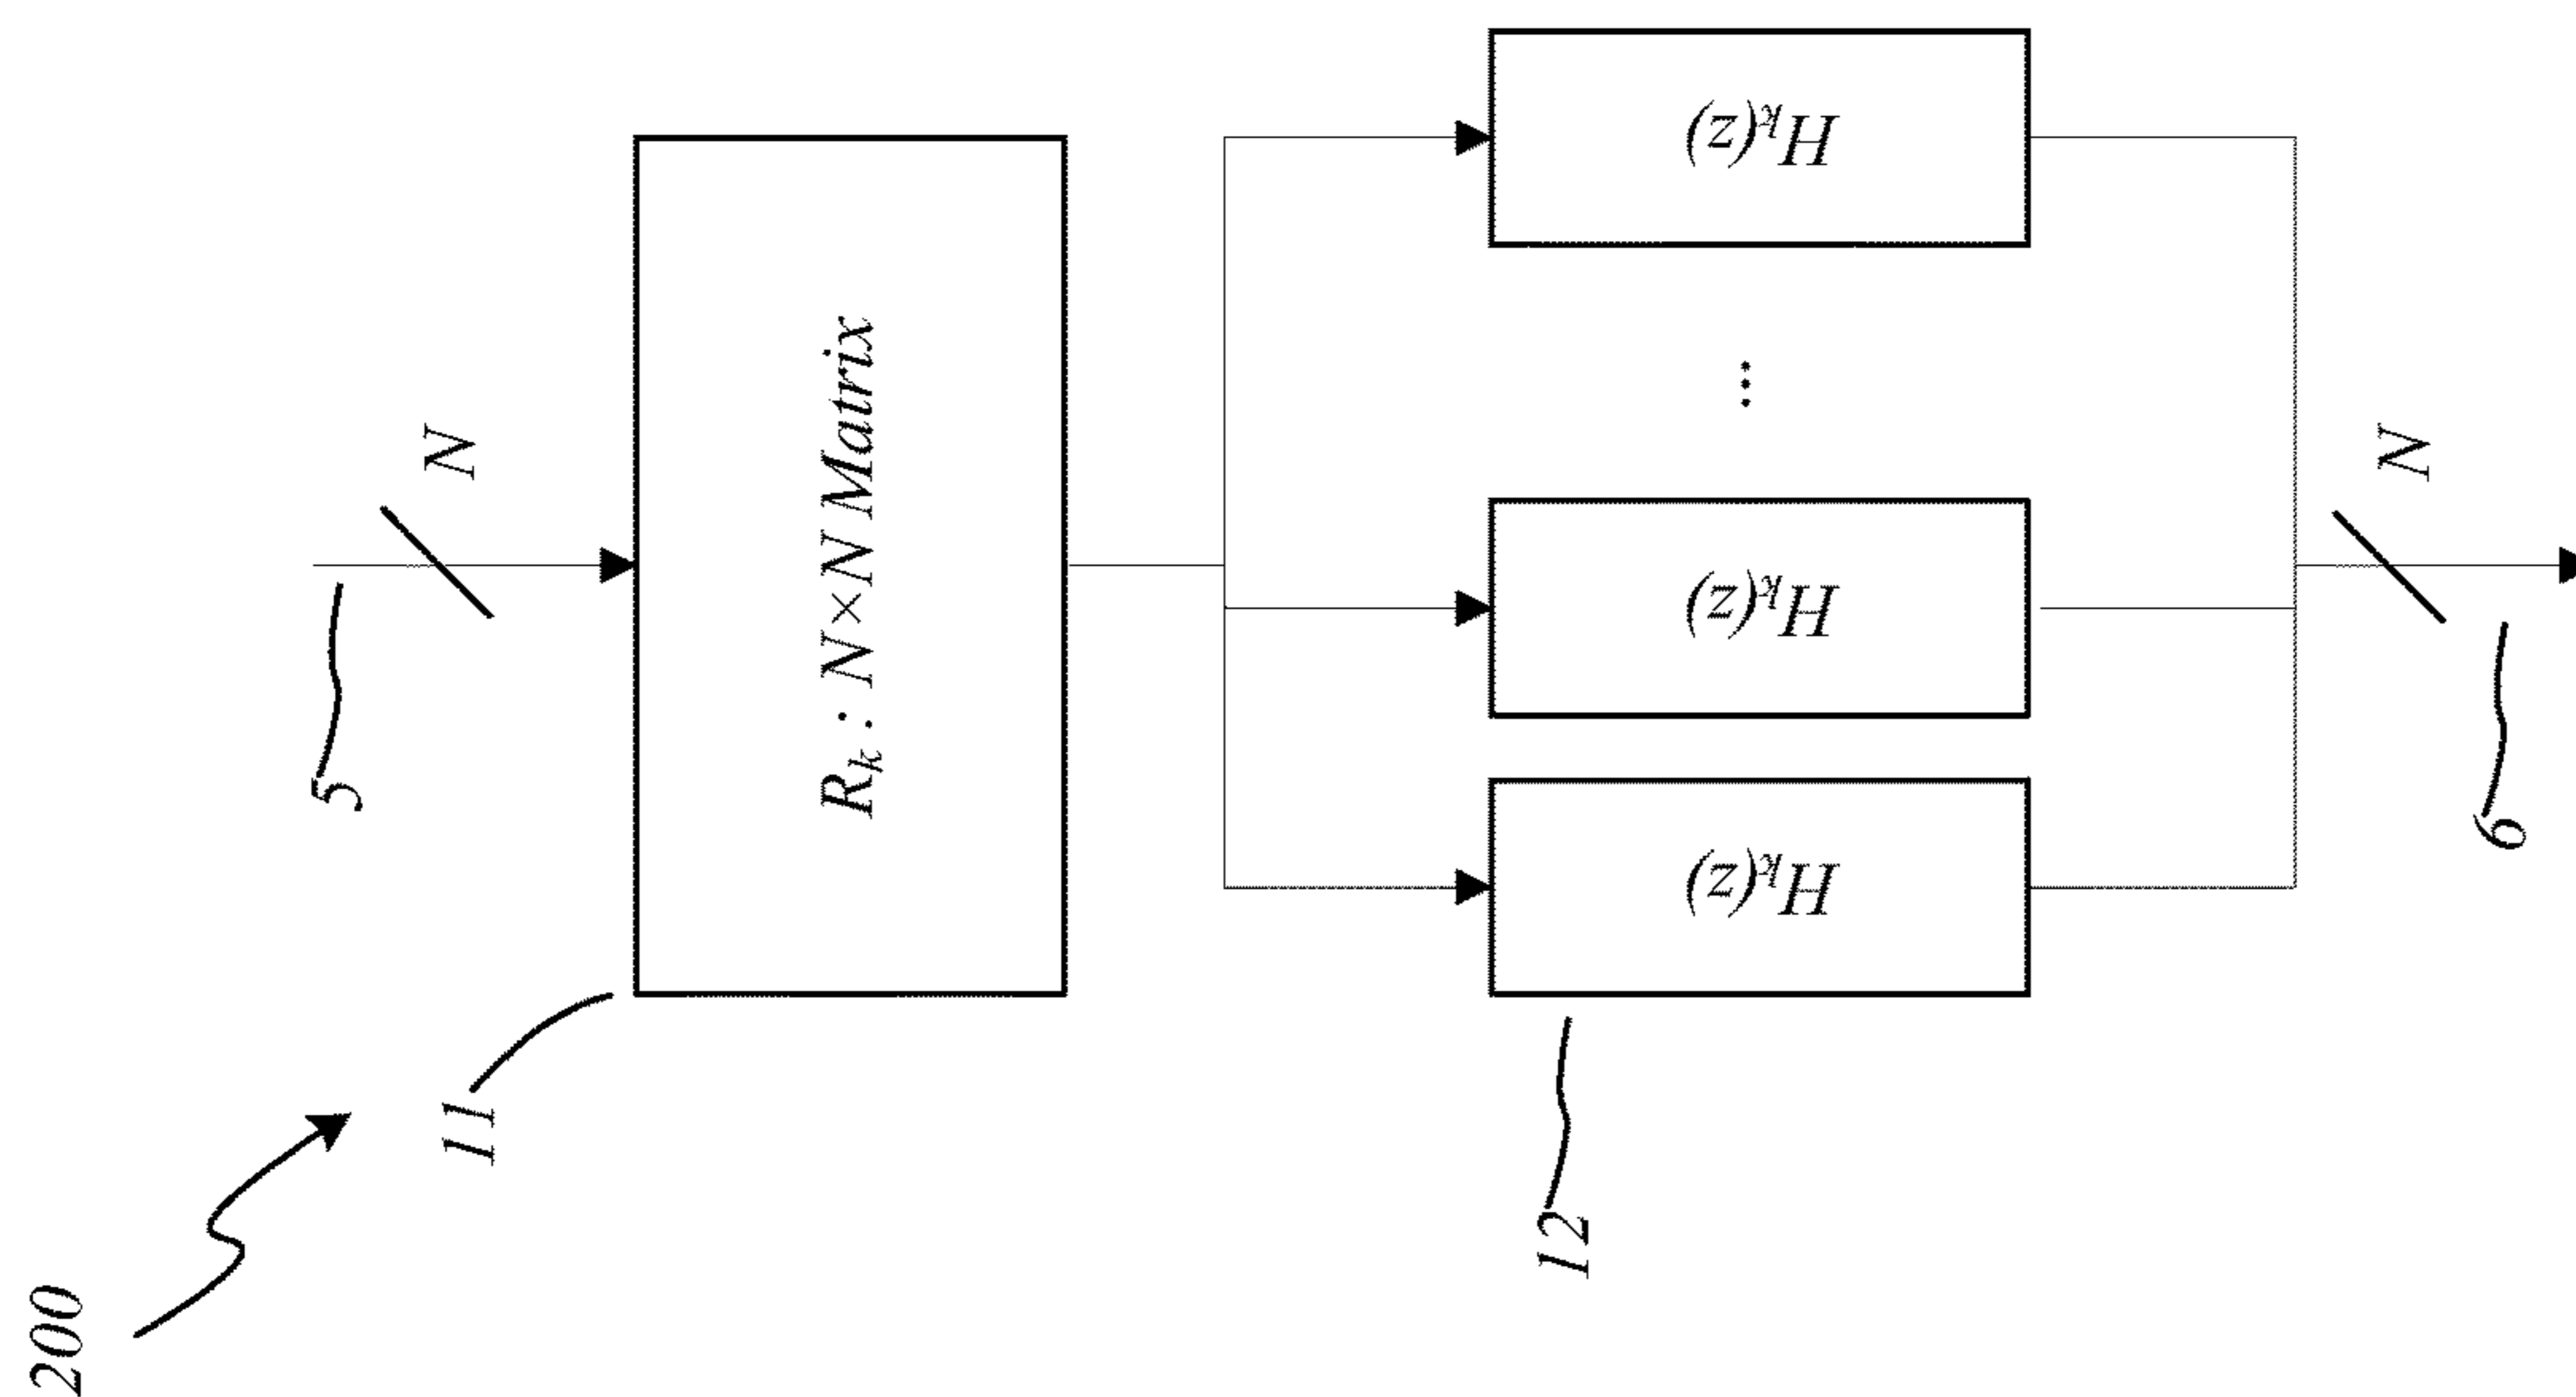 200
5
N
11
R_k : N×N Matrix
12
H_k(z)
H_k(z)
...
H_k(z)
N
6